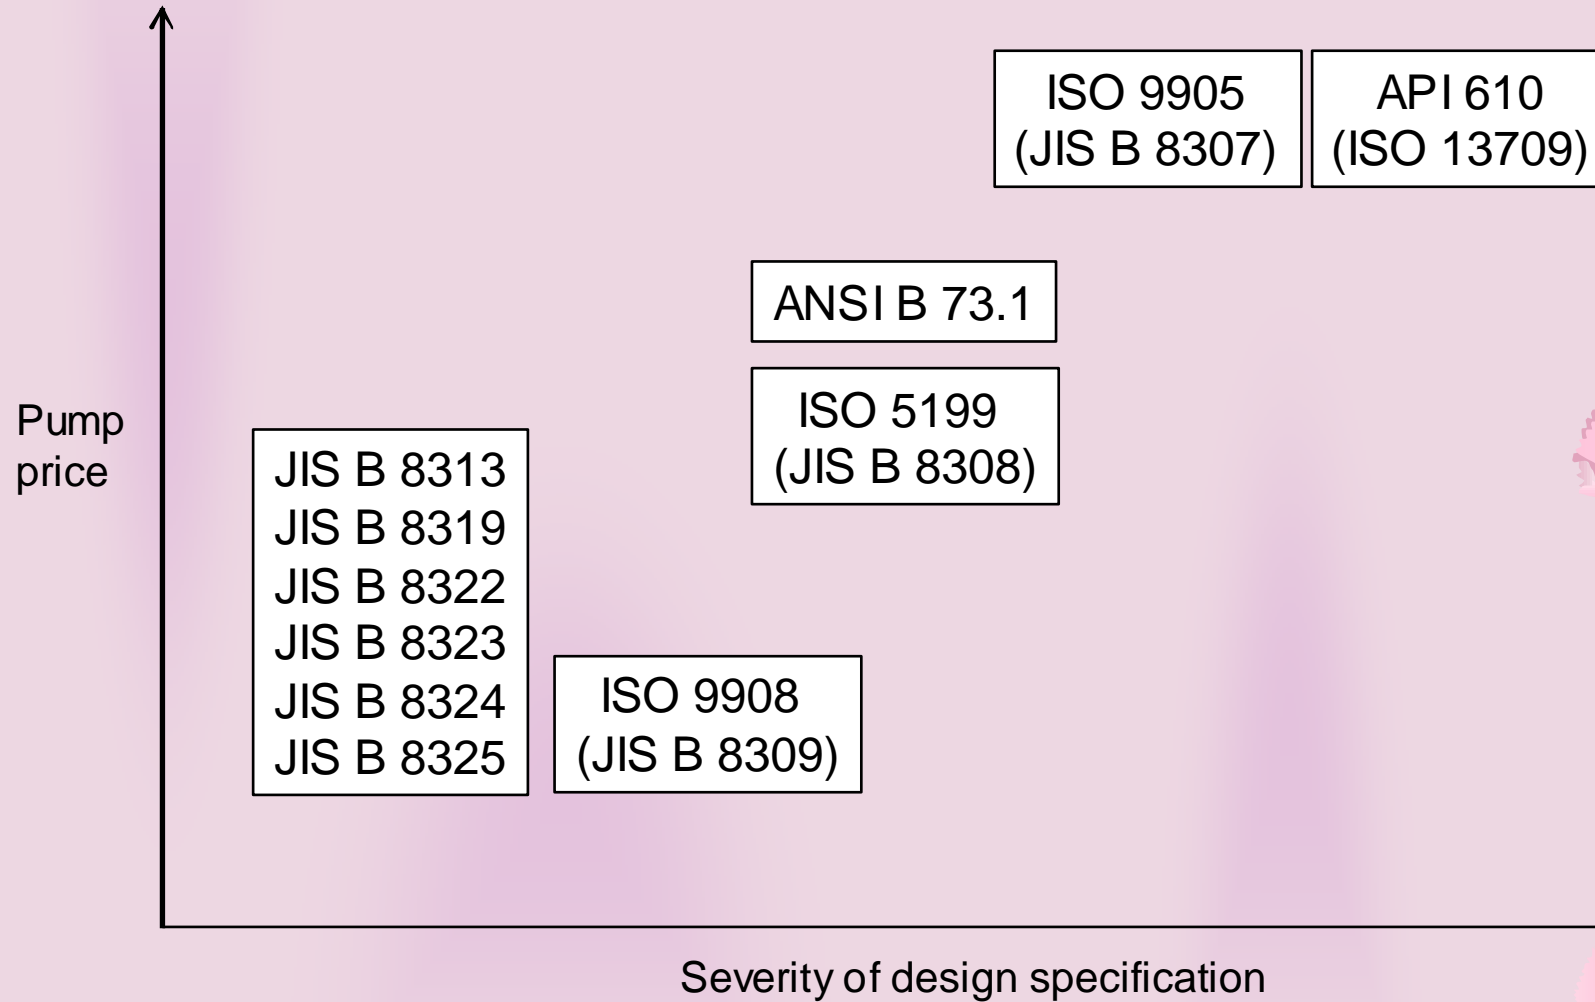 ISO 9905
(JIS B 8307)
API 610
(ISO 13709)
ANSI B 73.1
ISO 5199
(JIS B 8308)
Pump
price
JIS B 8313
JIS B 8319
JIS B 8322
JIS B 8323
JIS B 8324
JIS B 8325
ISO 9908
(JIS B 8309)
Severity of design specification